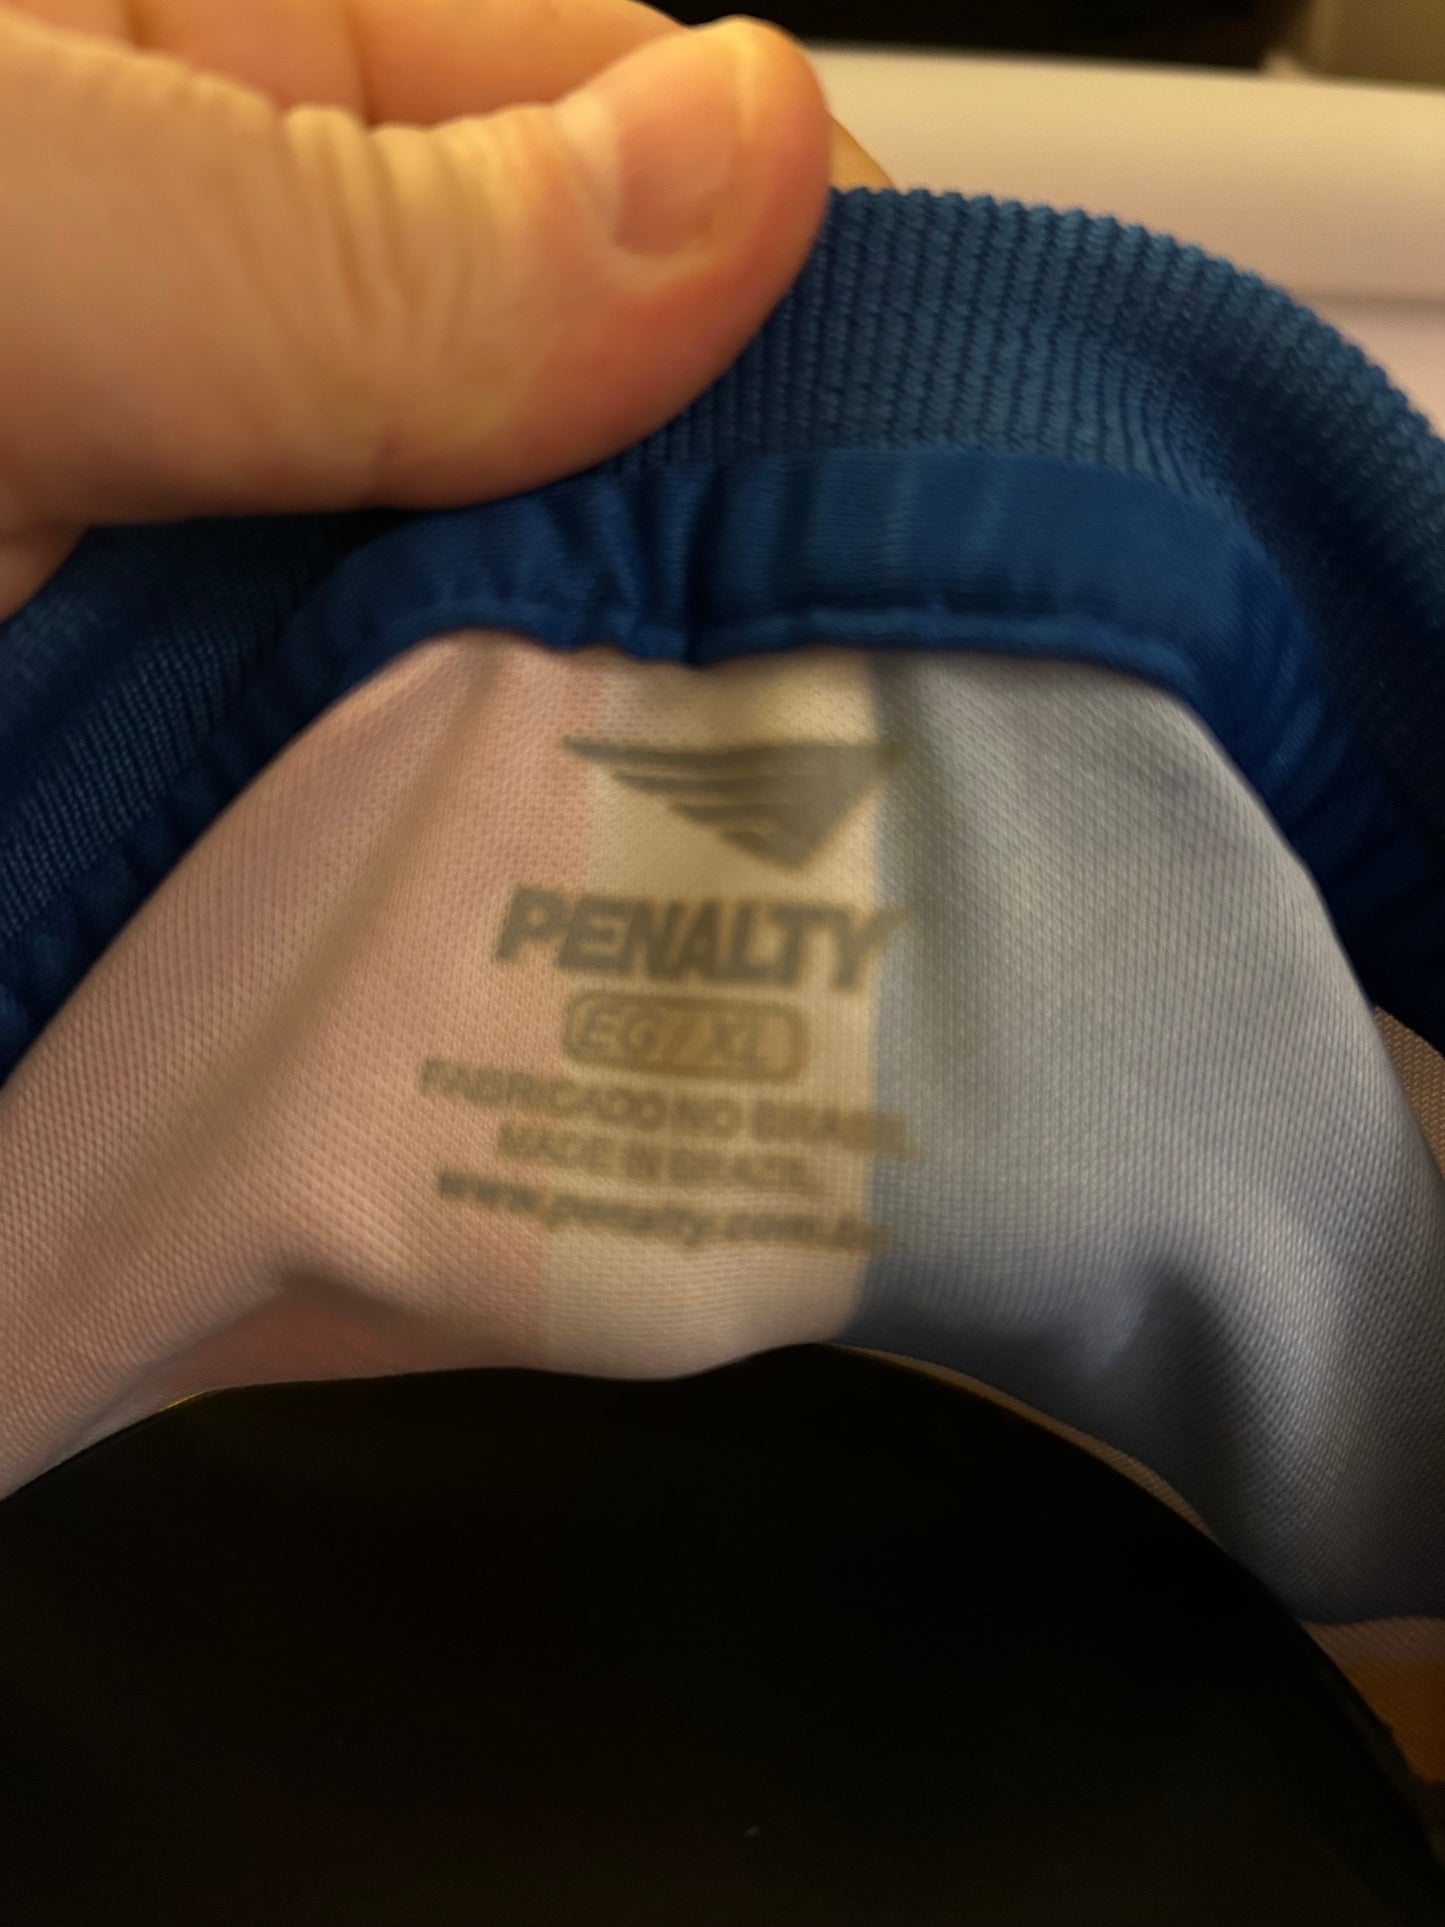 PENALTY
EG / XL
FABRICADO NO BRASIL
MADE IN BRAZIL
www.penalty.com.br